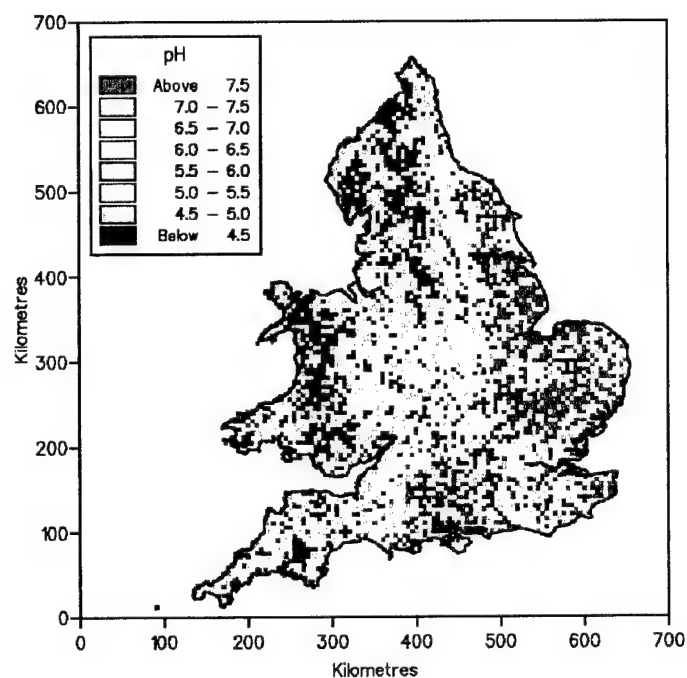 700
600
500
400
300
200
100
0
Kilometres
pH
Above 7.5
7.0 – 7.5
6.5 – 7.0
6.0 – 6.5
5.5 – 6.0
5.0 – 5.5
4.5 – 5.0
Below 4.5
0 100 200 300 400 500 600 700
Kilometres